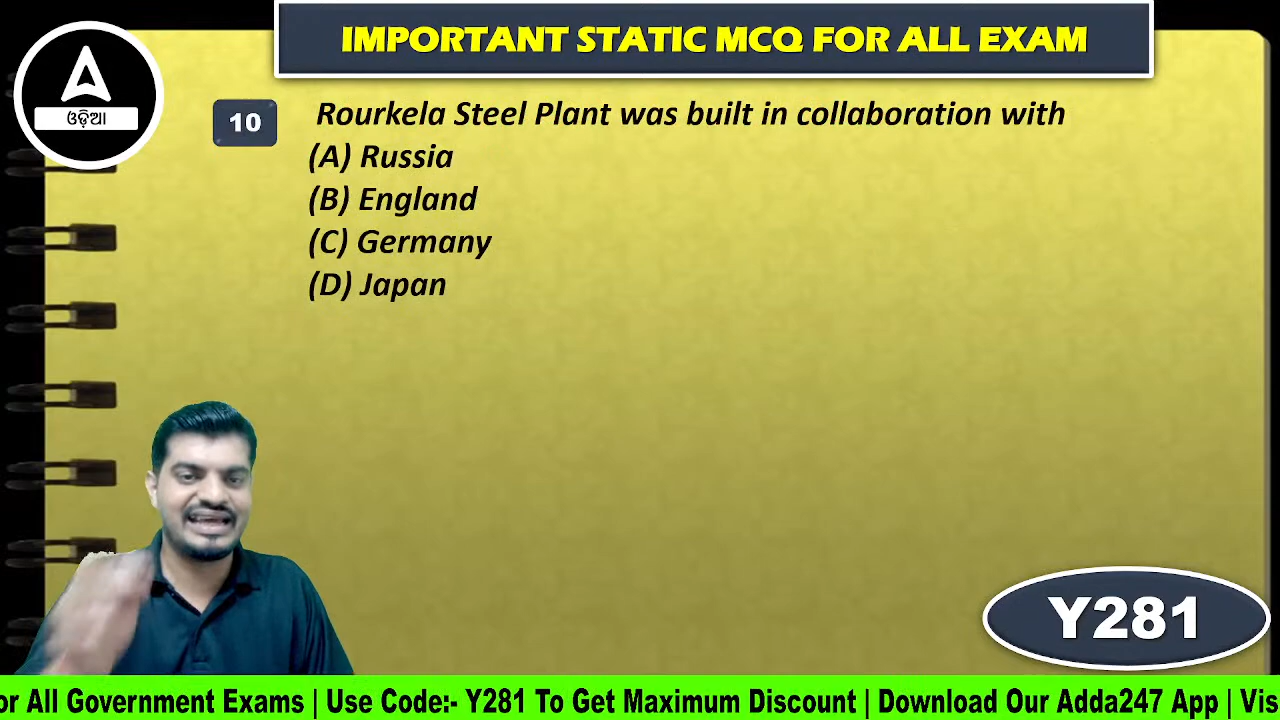 IMPORTANT STATIC MCQ FOR ALL EXAM
ଓଡ଼ିଆ
10
Rourkela Steel Plant was built in collaboration with
(A) Russia
(B) England
(C) Germany
(D) Japan
Y281
or All Government Exams | Use Code:- Y281 To Get Maximum Discount | Download Our Adda247 App | Vis